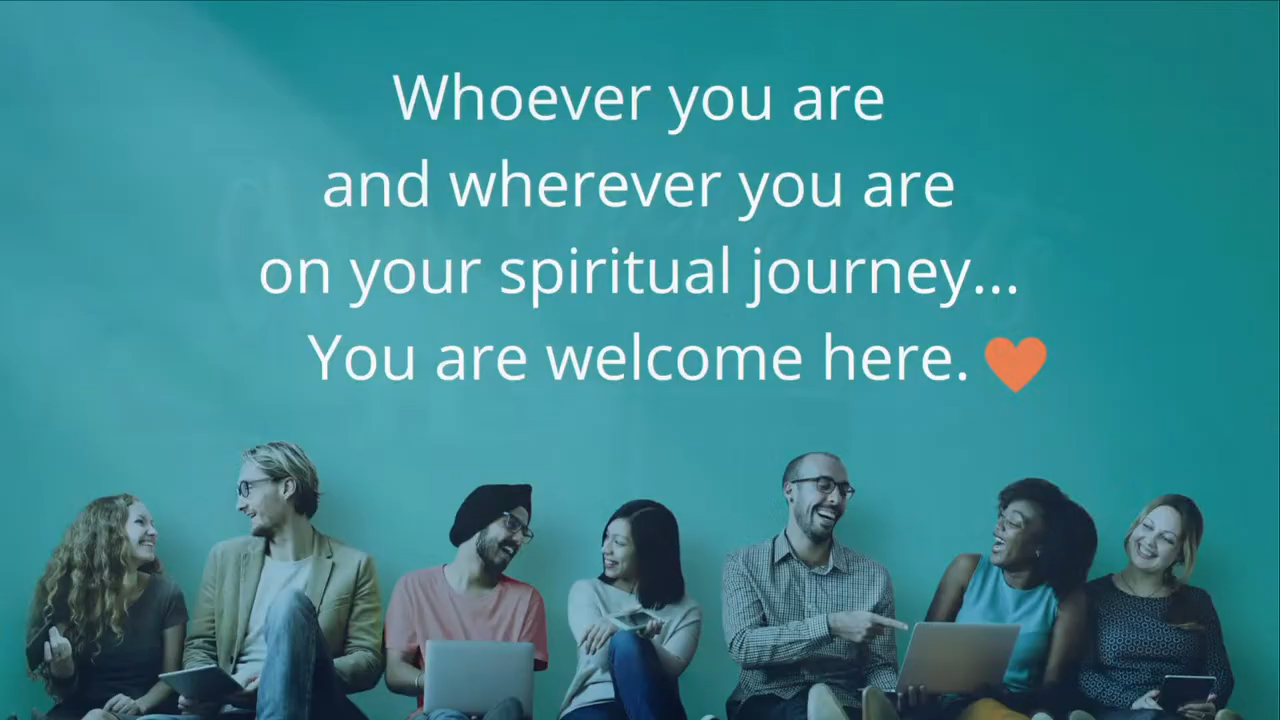 Whoever you are
and wherever you are
on your spiritual journey...
You are welcome here.